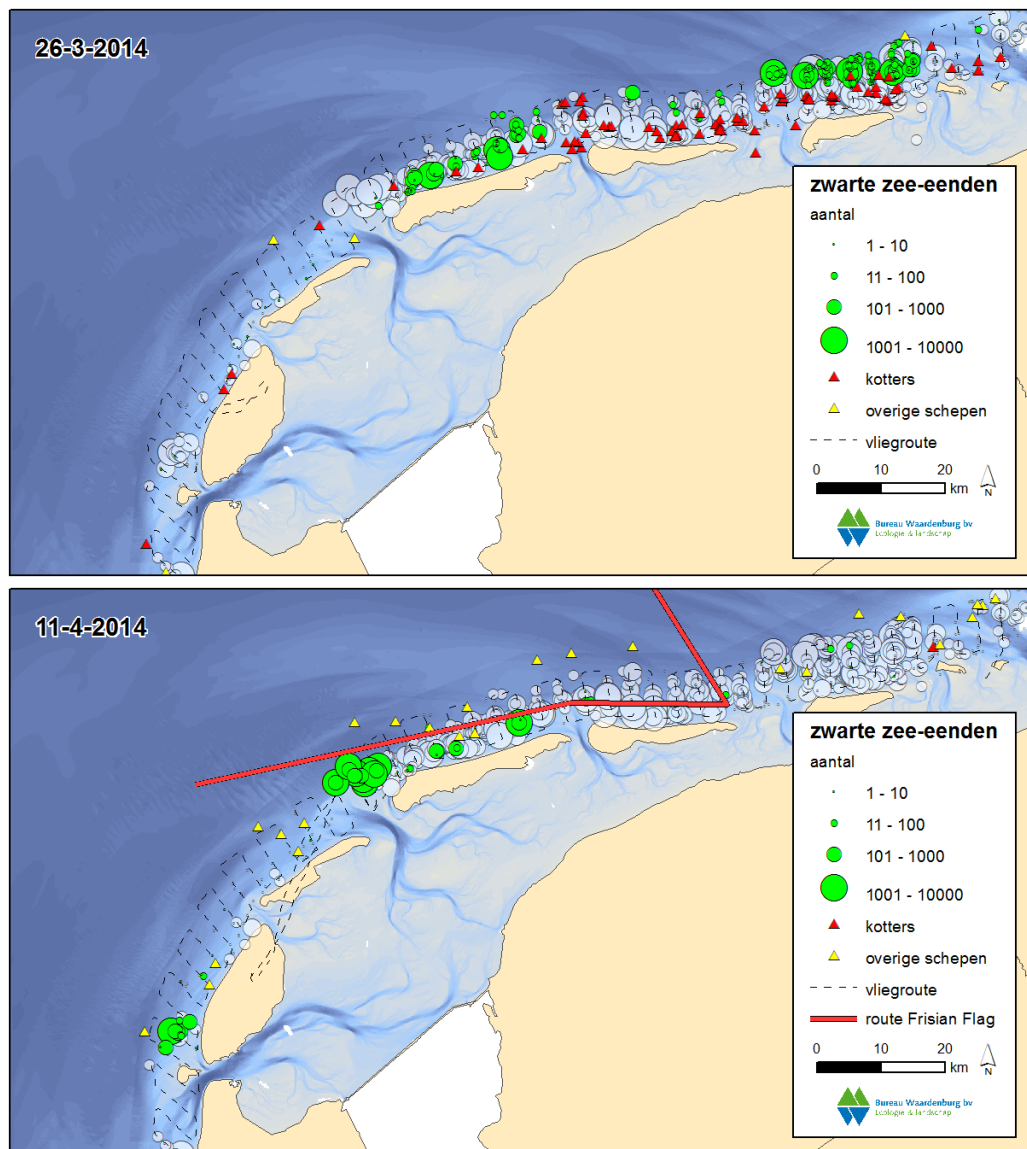 26-3-2014
zwarte zee-eenden
aantal
1 - 10
11 - 100
101 - 1000
1001 - 10000
kotters
overige schepen
vliegroute
0 10 20
km
N
Bureau Waardenburg bv
Ecologie & landschap
11-4-2014
zwarte zee-eenden
aantal
1 - 10
11 - 100
101 - 1000
1001 - 10000
kotters
overige schepen
vliegroute
route Frisian Flag
0 10 20
km
N
Bureau Waardenburg bv
Ecologie & landschap